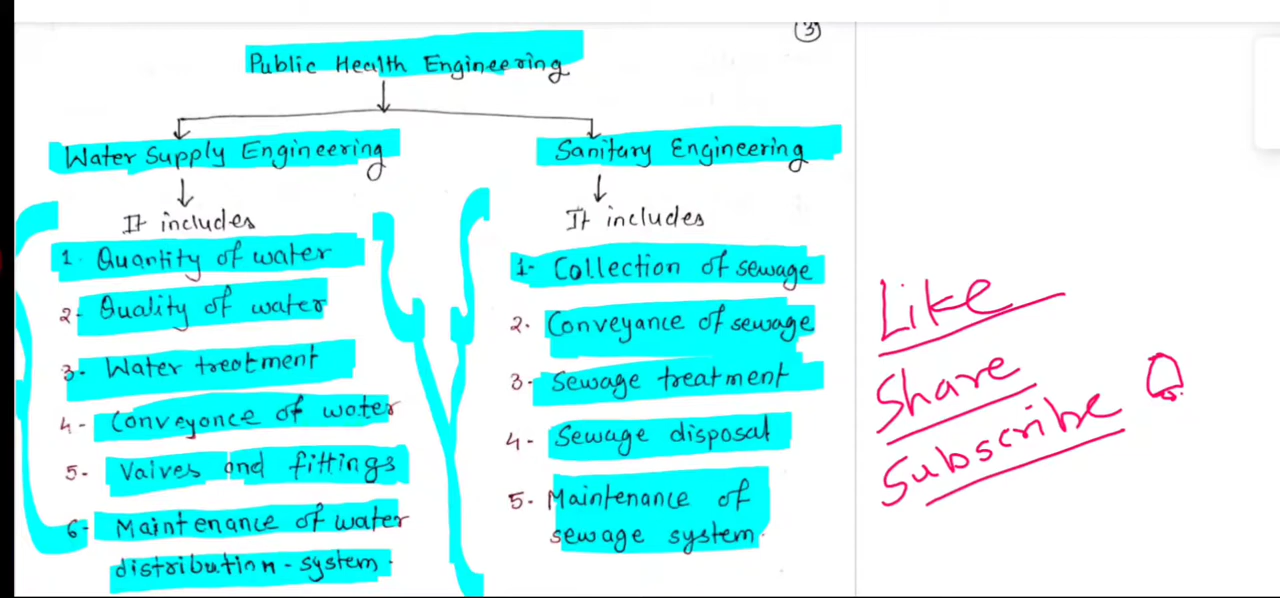 3
Public Health Engineering
Water Supply Engineering
It includes
1. Quantity of water
2- Quality of water
3- Water treatment
4- Conveyance of water
5- Valves and fittings
6- Maintenance of water
distribution-system.
Sanitary Engineering
It includes
1- Collection of sewage
2. Conveyance of sewage
3- Sewage treatment
4- Sewage disposal
5- Maintenance of
sewage system.
Like
Share
Subscribe